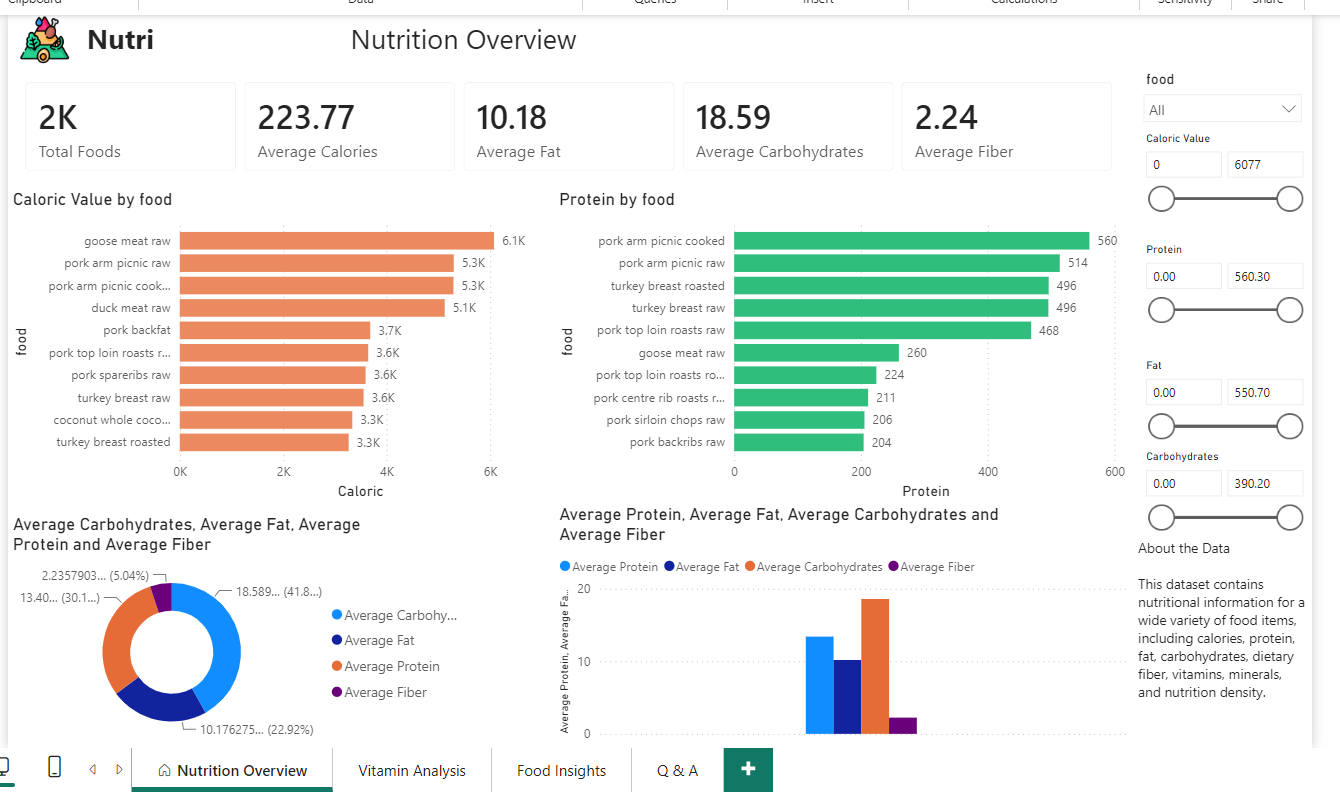 Clipboard
Data
Queries
Insert
Calculations
Sensitivity
Share
Nutri
Nutrition Overview
2K
Total Foods
223.77
Average Calories
10.18
Average Fat
18.59
Average Carbohydrates
2.24
Average Fiber
food
All
Caloric Value
0
6077
Protein
0.00
560.30
Fat
0.00
550.70
Carbohydrates
0.00
390.20
About the Data
This dataset contains
nutritional information for a
wide variety of food items,
including calories, protein,
fat, carbohydrates, dietary
fiber, vitamins, minerals,
and nutrition density.
Caloric Value by food
food
goose meat raw 6.1K
pork arm picnic raw 5.3K
pork arm picnic cook... 5.3K
duck meat raw 5.1K
pork backfat 3.7K
pork top loin roasts r... 3.6K
pork spareribs raw 3.6K
turkey breast raw 3.6K
coconut whole coco... 3.3K
turkey breast roasted 3.3K
0K 2K 4K 6K
Caloric
Protein by food
food
pork arm picnic cooked 560
pork arm picnic raw 514
turkey breast roasted 496
turkey breast raw 496
pork top loin roasts raw 468
goose meat raw 260
pork top loin roasts ro... 224
pork centre rib roasts r... 211
pork sirloin chops raw 206
pork backribs raw 204
0 200 400 600
Protein
Average Carbohydrates, Average Fat, Average
Protein and Average Fiber
2.2357903... (5.04%)
18.589... (41.8...)
13.40... (30.1...)
10.176275... (22.92%)
Average Carbohy...
Average Fat
Average Protein
Average Fiber
Average Protein, Average Fat, Average Carbohydrates and
Average Fiber
Average Protein Average Fat Average Carbohydrates Average Fiber
Average Protein, Average Fa...
20
10
0
Nutrition Overview
Vitamin Analysis
Food Insights
Q & A
+